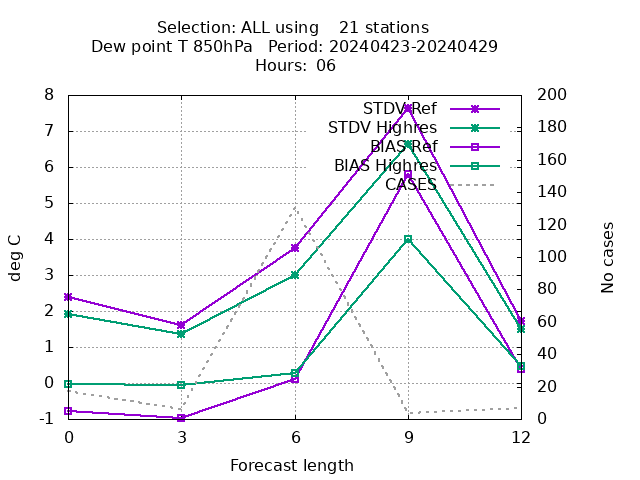 Selection: ALL using 21 stations
Dew point T 850hPa Period: 20240423-20240429
Hours: 06
8 200
7 180
6 160
5 140
4 120
3 100
2 80
1 60
0 40
-1 20
0
STDV Ref
STDV Highres
BIAS Ref
BIAS Highres
CASES
deg C
No cases
0 3 6 9 12
Forecast length